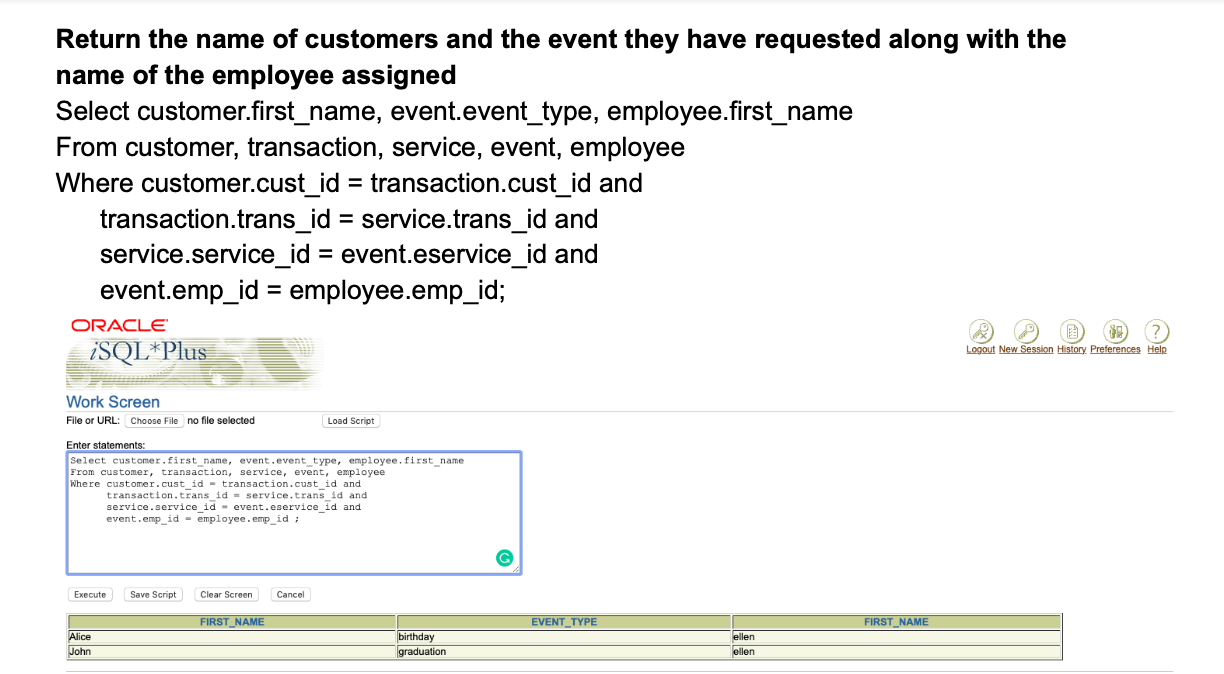 Return the name of customers and the event they have requested along with the
name of the employee assigned
Select customer.first_name, event.event_type, employee.first_name
From customer, transaction, service, event, employee
Where customer.cust_id = transaction.cust_id and
transaction.trans_id = service.trans_id and
service.service_id = event.eservice_id and
event.emp_id = employee.emp_id;
ORACLE
iSQL*Plus
Logout New Session History Preferences Help
Work Screen
File or URL: Choose File no file selected Load Script
Enter statements:
Select customer.first_name, event.event_type, employee.first_name
From customer, transaction, service, event, employee
Where customer.cust_id = transaction.cust_id and
transaction.trans_id = service.trans_id and
service.service_id = event.eservice_id and
event.emp_id = employee.emp_id ;
Execute Save Script Clear Screen Cancel
FIRST_NAME EVENT_TYPE FIRST_NAME
Alice birthday ellen
John graduation ellen